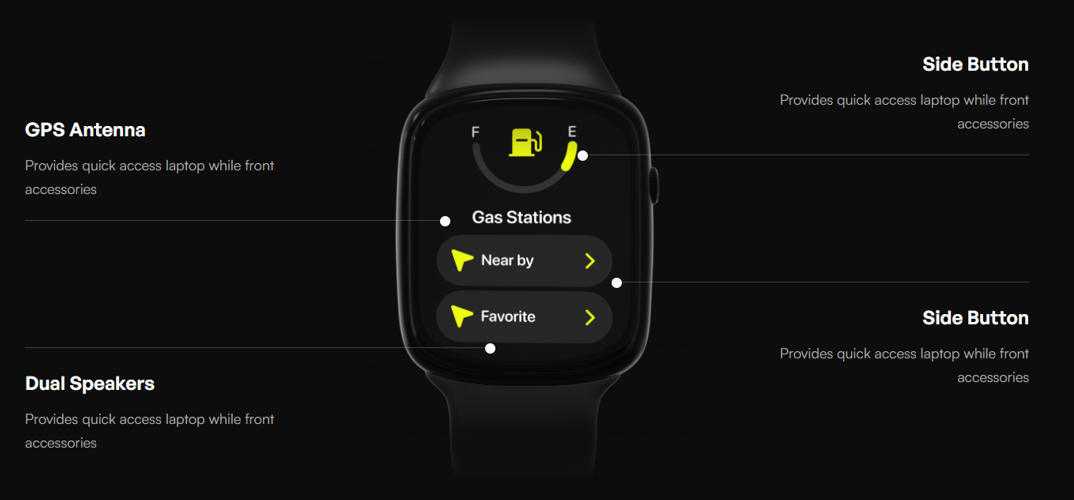 GPS Antenna
Provides quick access laptop while front
accessories
Dual Speakers
Provides quick access laptop while front
accessories
F
E
Gas Stations
Near by
Favorite
Side Button
Provides quick access laptop while front
accessories
Side Button
Provides quick access laptop while front
accessories